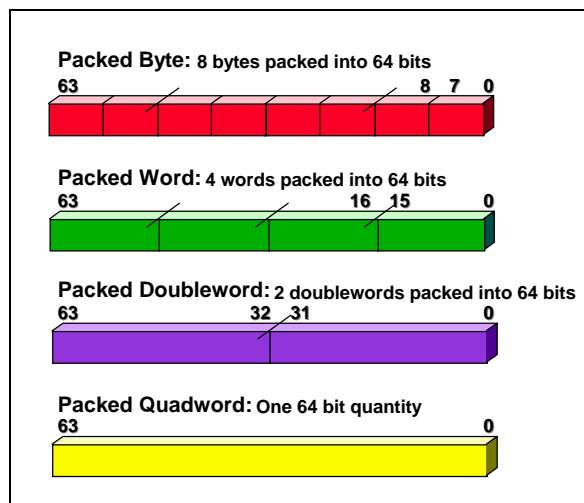 Packed Byte: 8 bytes packed into 64 bits
63 8 7 0
Packed Word: 4 words packed into 64 bits
63 16 15 0
Packed Doubleword: 2 doublewords packed into 64 bits
63 32 31 0
Packed Quadword: One 64 bit quantity
63 0